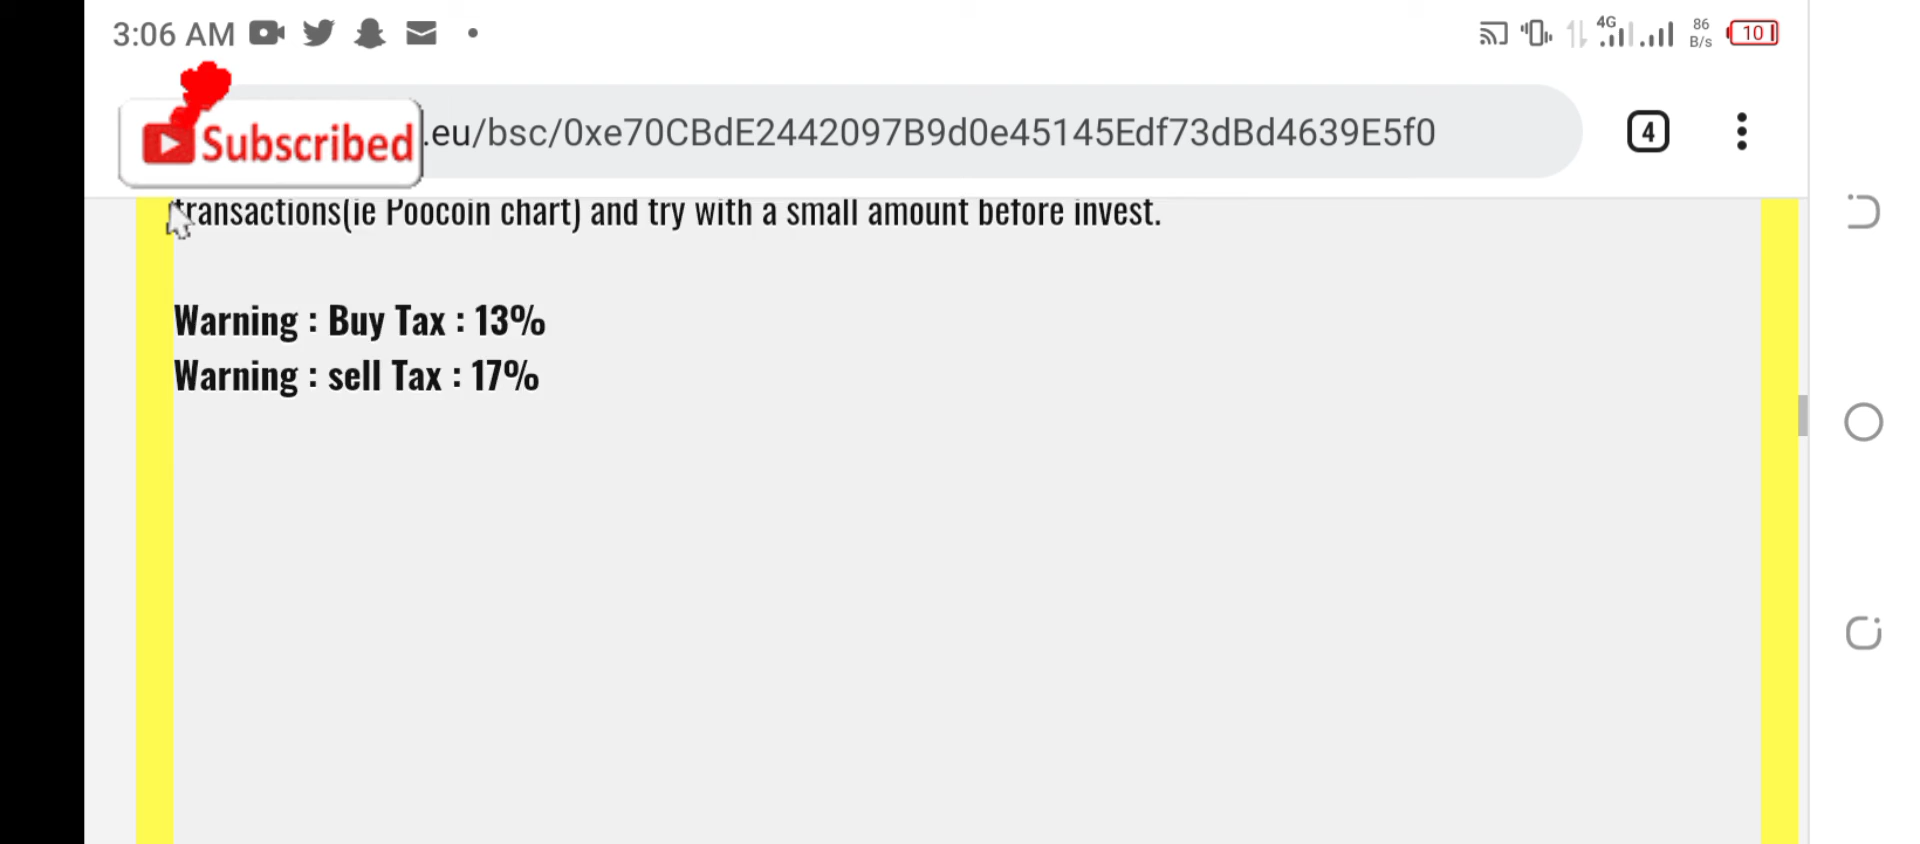 3:06 AM
4G
86
B/s
10
Subscribed
.eu/bsc/0xe70CBdE2442097B9d0e45145Edf73dBd4639E5f0
4
transactions(ie Poocoin chart) and try with a small amount before invest.
Warning : Buy Tax : 13%
Warning : sell Tax : 17%